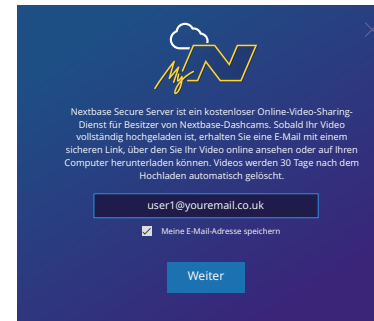 My N
Nextbase Secure Server ist ein kostenloser Online-Video-Sharing-
Dienst für Besitzer von Nextbase-Dashcams. Sobald Ihr Video
vollständig hochgeladen ist, erhalten Sie eine E-Mail mit einem
sicheren Link, über den Sie Ihr Video online ansehen oder auf Ihren
Computer herunterladen können. Videos werden 30 Tage nach dem
Hochladen automatisch gelöscht.
user1@youremail.co.uk
Meine E-Mail-Adresse speichern
Weiter